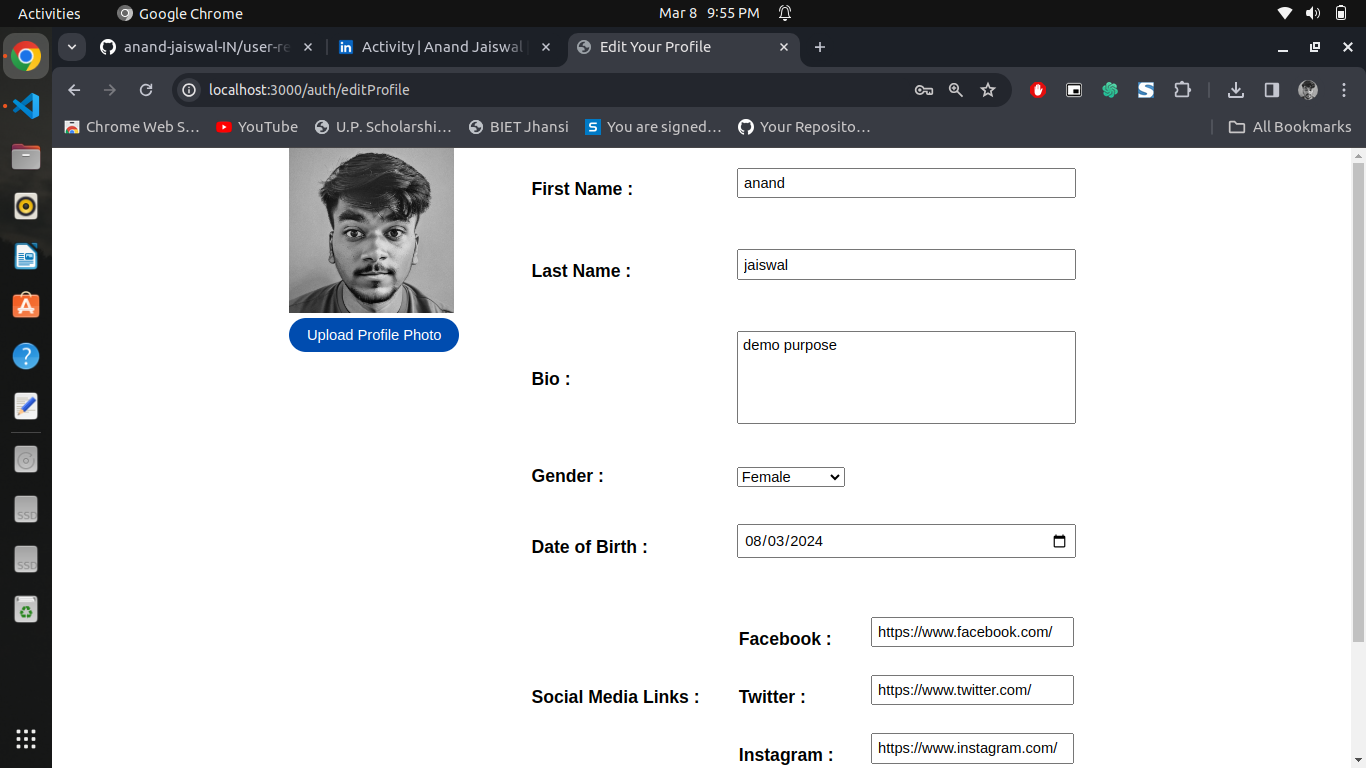 Activities Google Chrome Mar 8 9:55 PM
anand-jaiswal-IN/user-re Activity | Anand Jaiswal Edit Your Profile
localhost:3000/auth/editProfile
Chrome Web S… YouTube U.P. Scholarshi… BIET Jhansi You are signed… Your Reposito… All Bookmarks
First Name : anand
Last Name : jaiswal
Upload Profile Photo
Bio : demo purpose
Gender : Female
Date of Birth : 08/03/2024
Facebook : https://www.facebook.com/
Social Media Links : Twitter : https://www.twitter.com/
Instagram : https://www.instagram.com/
SSD
SSD